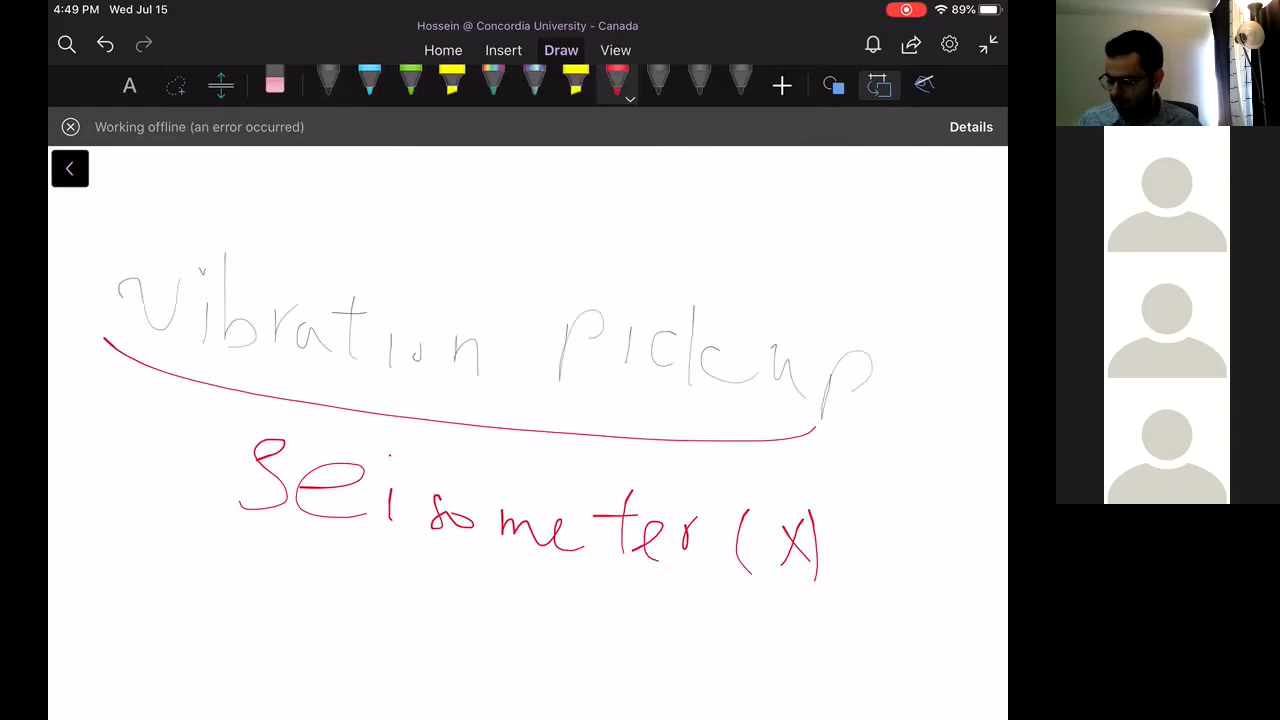 4:49 PM Wed Jul 15
89%
Hossein @ Concordia University - Canada
Home Insert Draw View
A
Working offline (an error occurred)
Details
Vibration Pickup
Seisometer (x)